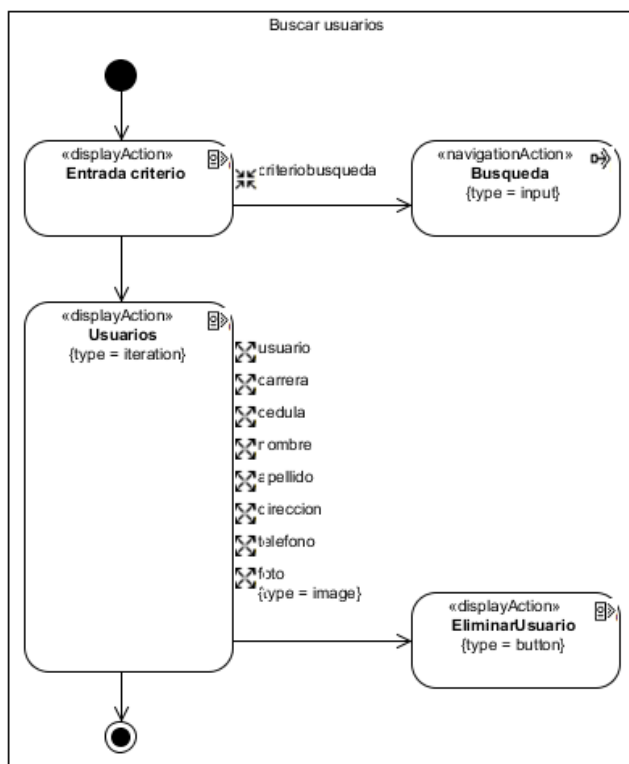 Buscar usuarios
«displayAction»
Entrada criterio
criteriobusqueda
«navigationAction»
Busqueda
{type = input}
«displayAction»
Usuarios
{type = iteration}
usuario
carrera
cedula
nombre
apellido
direccion
telefono
foto
{type = image}
«displayAction»
EliminarUsuario
{type = button}